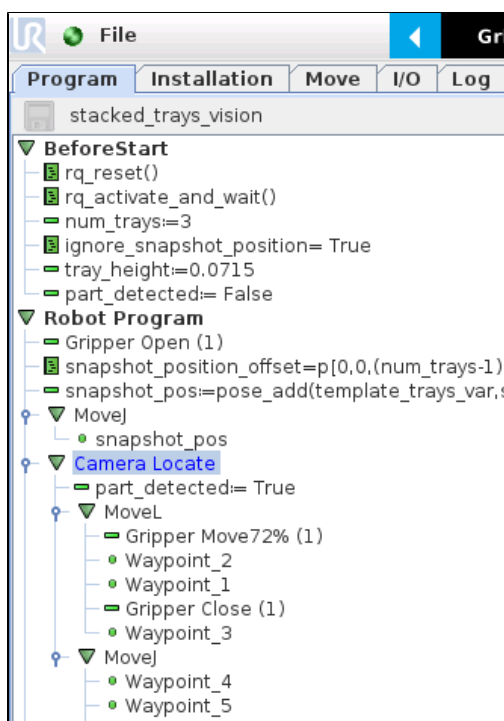 UR File Gr
Program Installation Move I/O Log
stacked_trays_vision
BeforeStart
rq_reset()
rq_activate_and_wait()
num_trays:=3
ignore_snapshot_position= True
tray_height:=0.0715
part_detected:= False
Robot Program
Gripper Open (1)
snapshot_position_offset=p[0,0,(num_trays-1)
snapshot_pos:=pose_add(template_trays_var,s
MoveJ
snapshot_pos
Camera Locate
part_detected:= True
MoveL
Gripper Move72% (1)
Waypoint_2
Waypoint_1
Gripper Close (1)
Waypoint_3
MoveJ
Waypoint_4
Waypoint_5